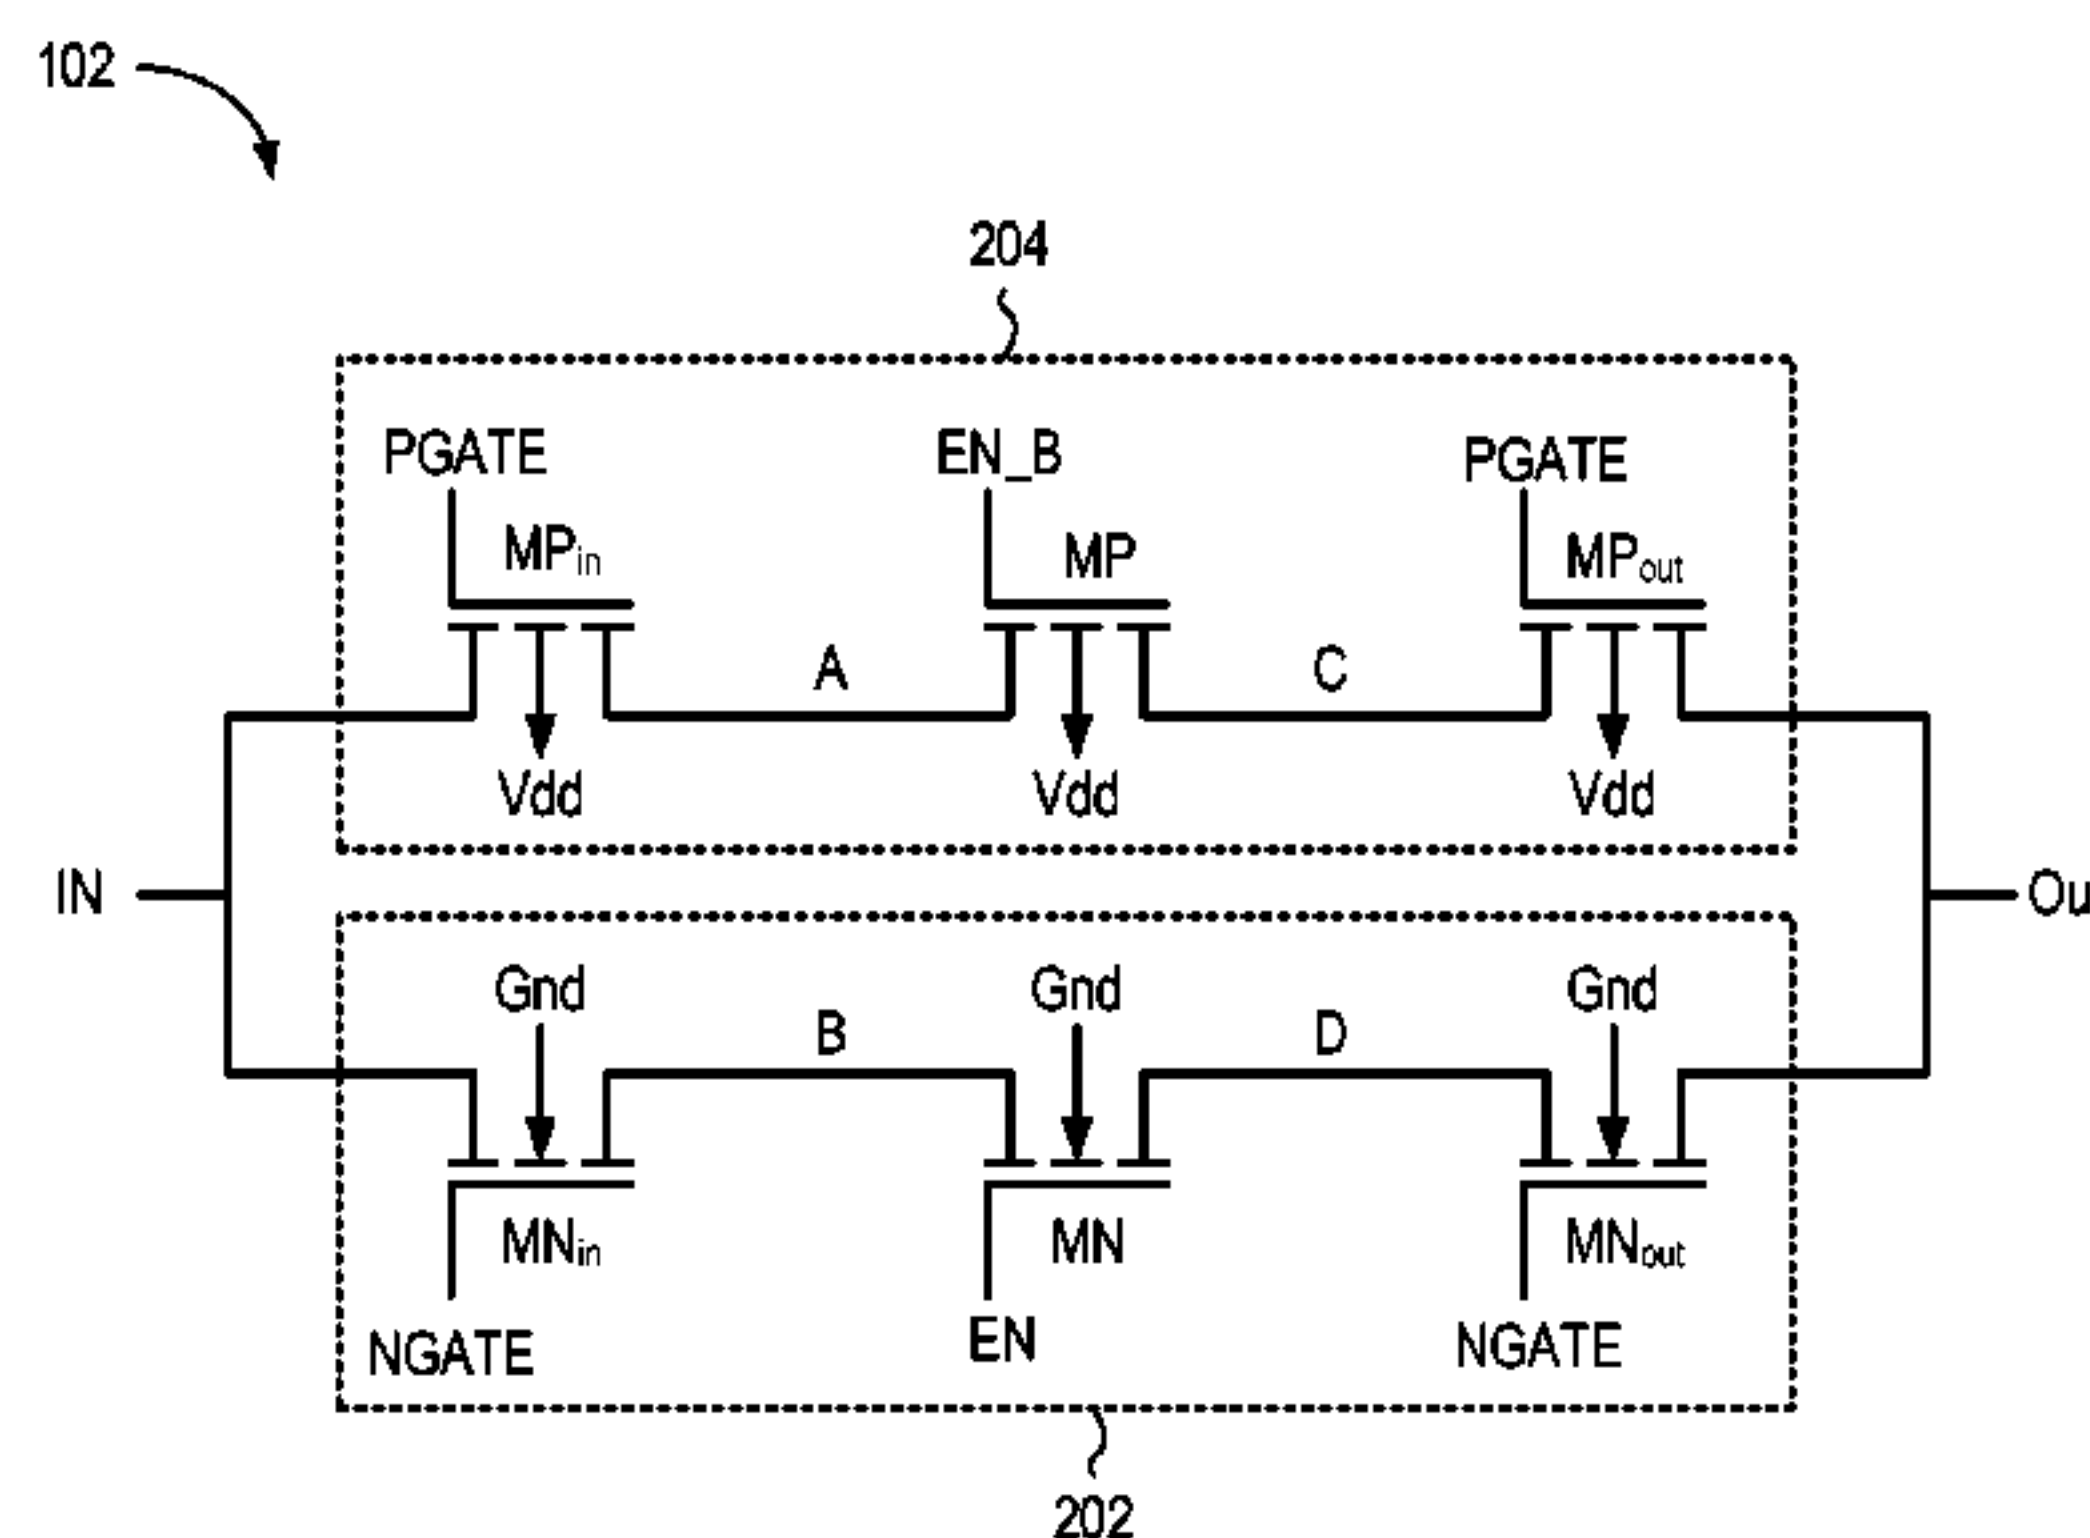 102
204
PGATE EN_B PGATE
MPin MP MPout
A C
Vdd Vdd Vdd
IN Ou
Gnd Gnd Gnd
B D
MNin MN MNout
NGATE EN NGATE
202